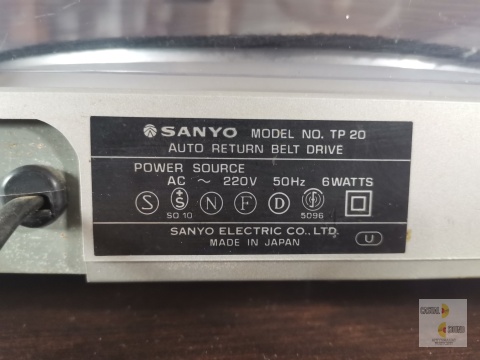 SANYO MODEL NO. TP 20
AUTO RETURN BELT DRIVE
POWER SOURCE
AC ~ 220V 50Hz 6WATTS
S S N F D
SO 10 5096
SANYO ELECTRIC CO., LTD.
MADE IN JAPAN U